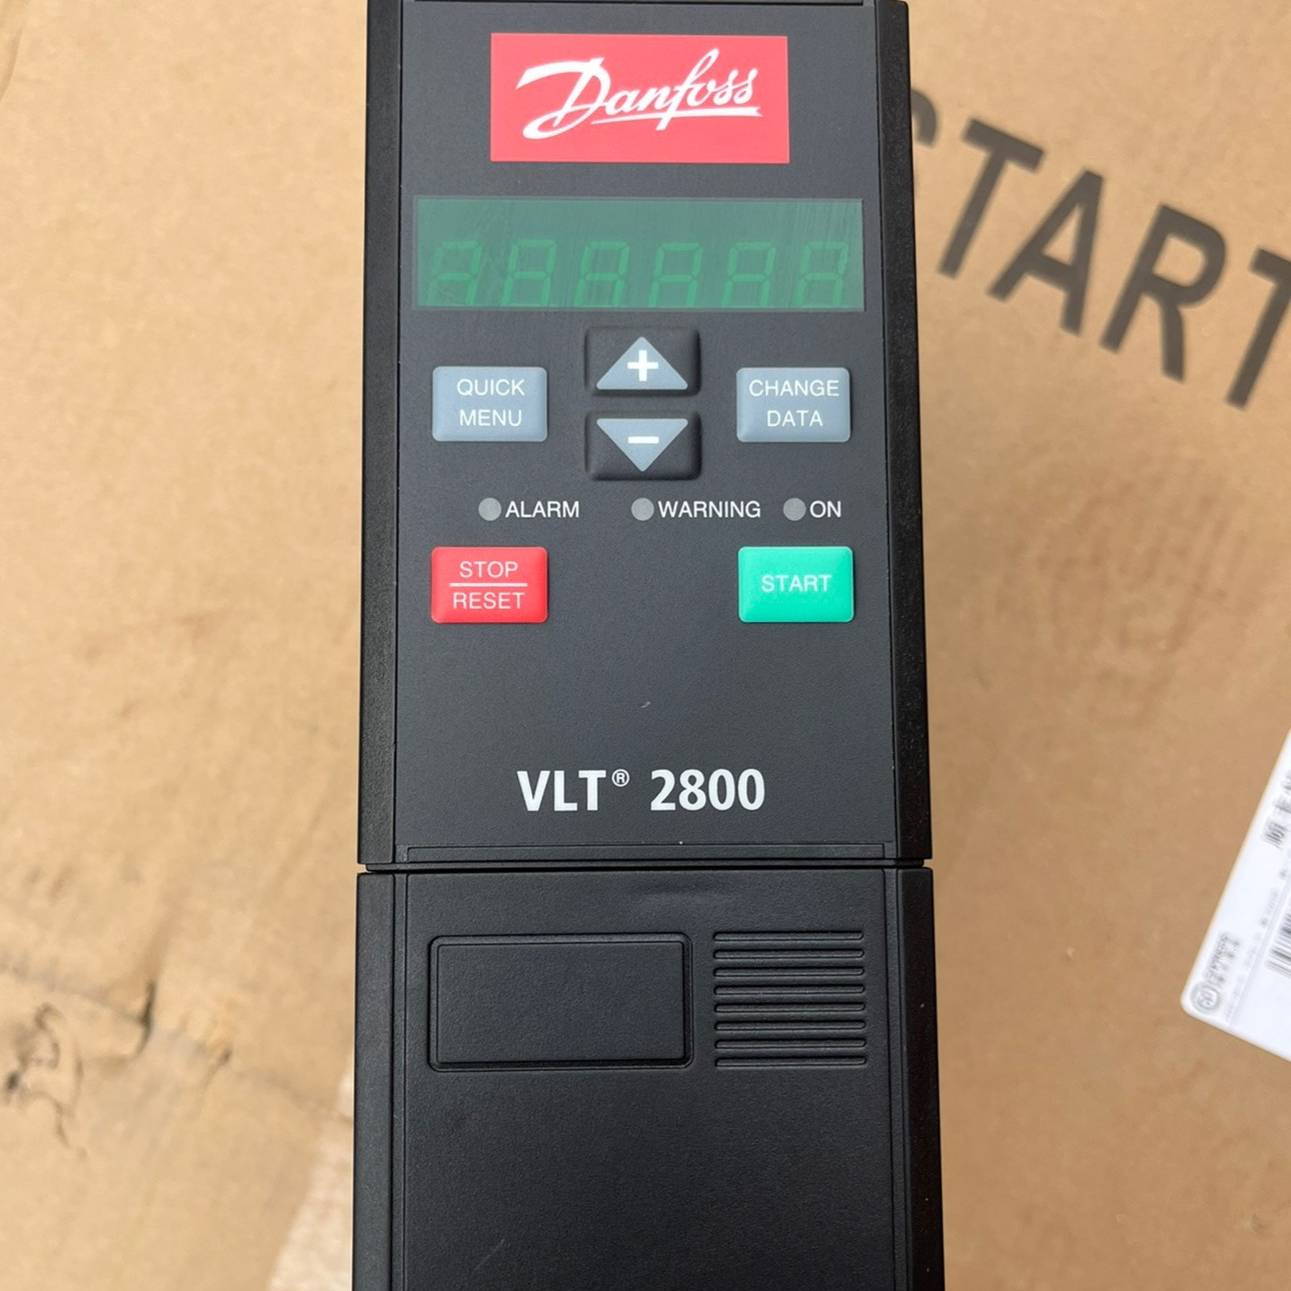 Danfoss
START
QUICK
MENU
+
CHANGE
DATA
−
ALARM
WARNING
ON
STOP
RESET
START
VLT® 2800